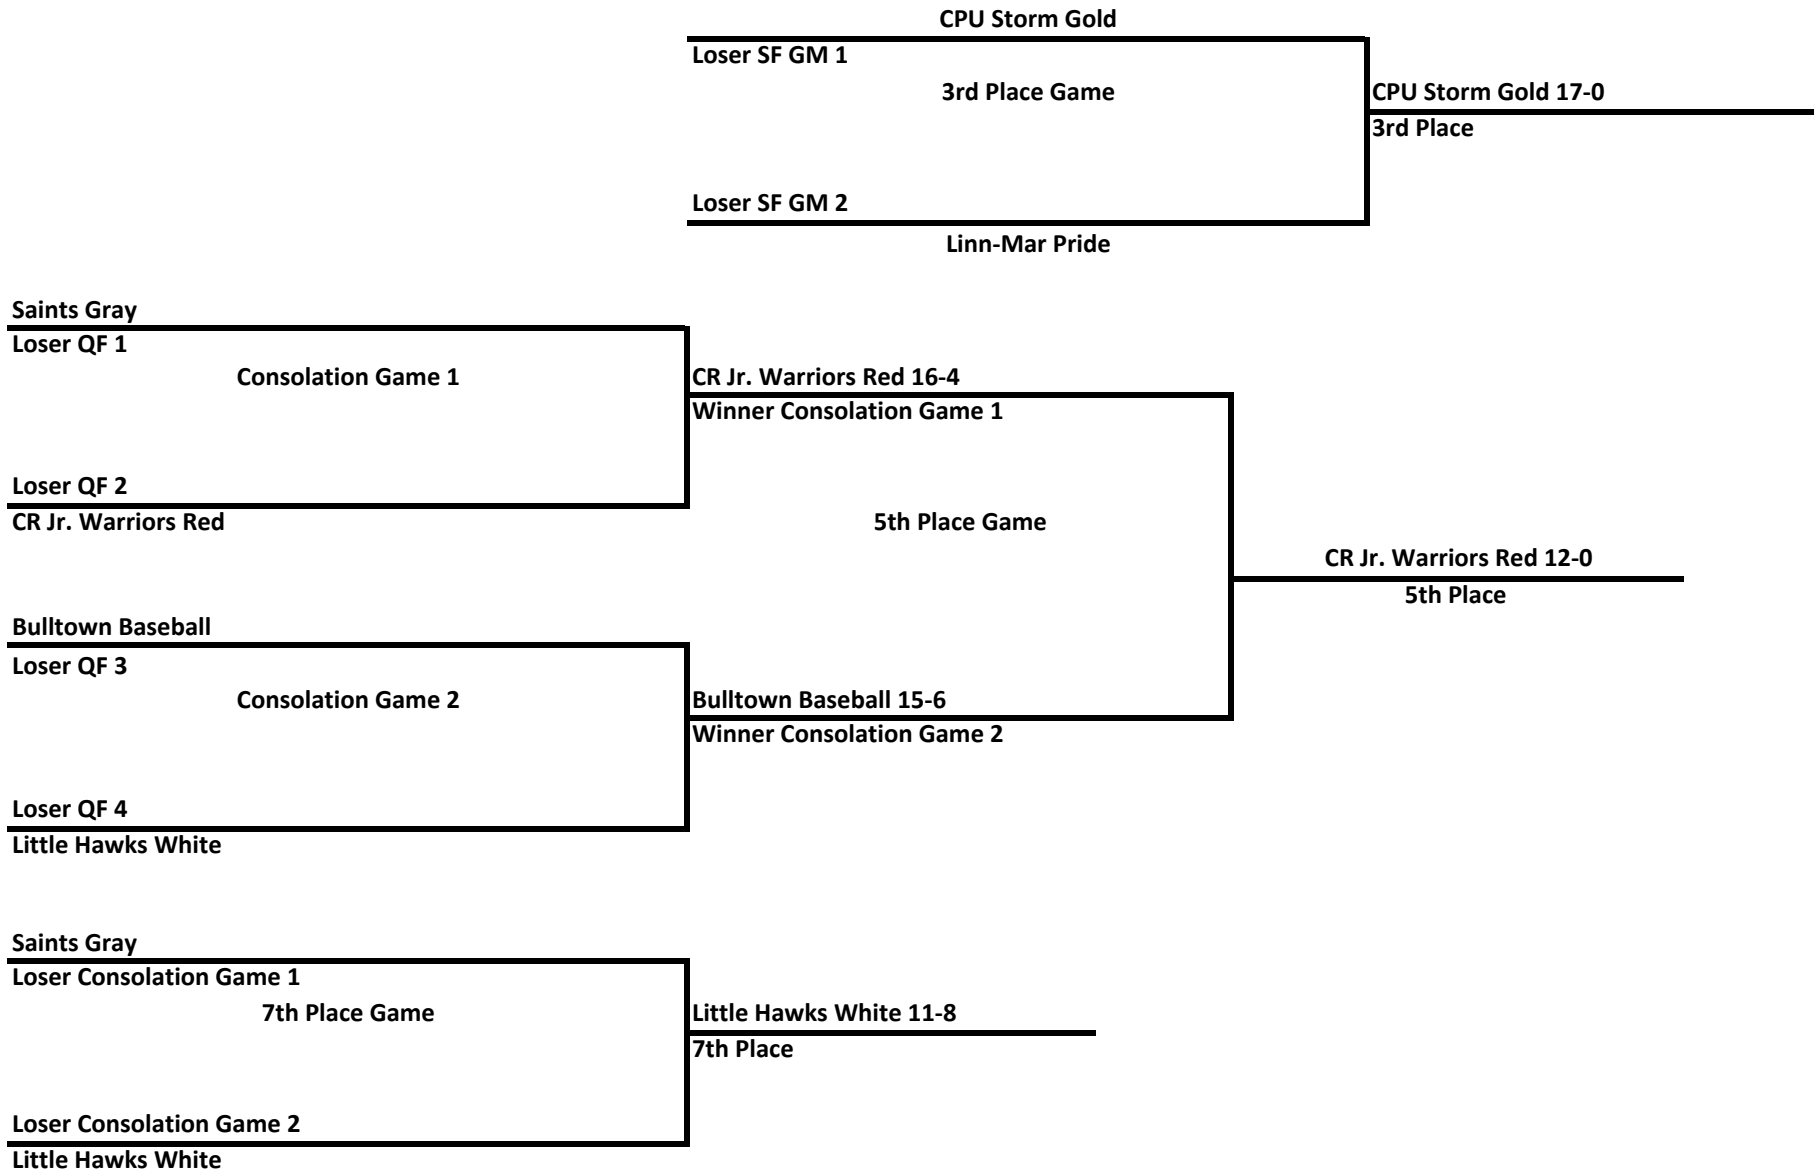 CPU Storm Gold
Loser SF GM 1
3rd Place Game
CPU Storm Gold 17-0
3rd Place
Loser SF GM 2
Linn-Mar Pride
Saints Gray
Loser QF 1
Consolation Game 1
CR Jr. Warriors Red 16-4
Winner Consolation Game 1
Loser QF 2
CR Jr. Warriors Red
5th Place Game
CR Jr. Warriors Red 12-0
5th Place
Bulltown Baseball
Loser QF 3
Consolation Game 2
Bulltown Baseball 15-6
Winner Consolation Game 2
Loser QF 4
Little Hawks White
Saints Gray
Loser Consolation Game 1
7th Place Game
Little Hawks White 11-8
7th Place
Loser Consolation Game 2
Little Hawks White